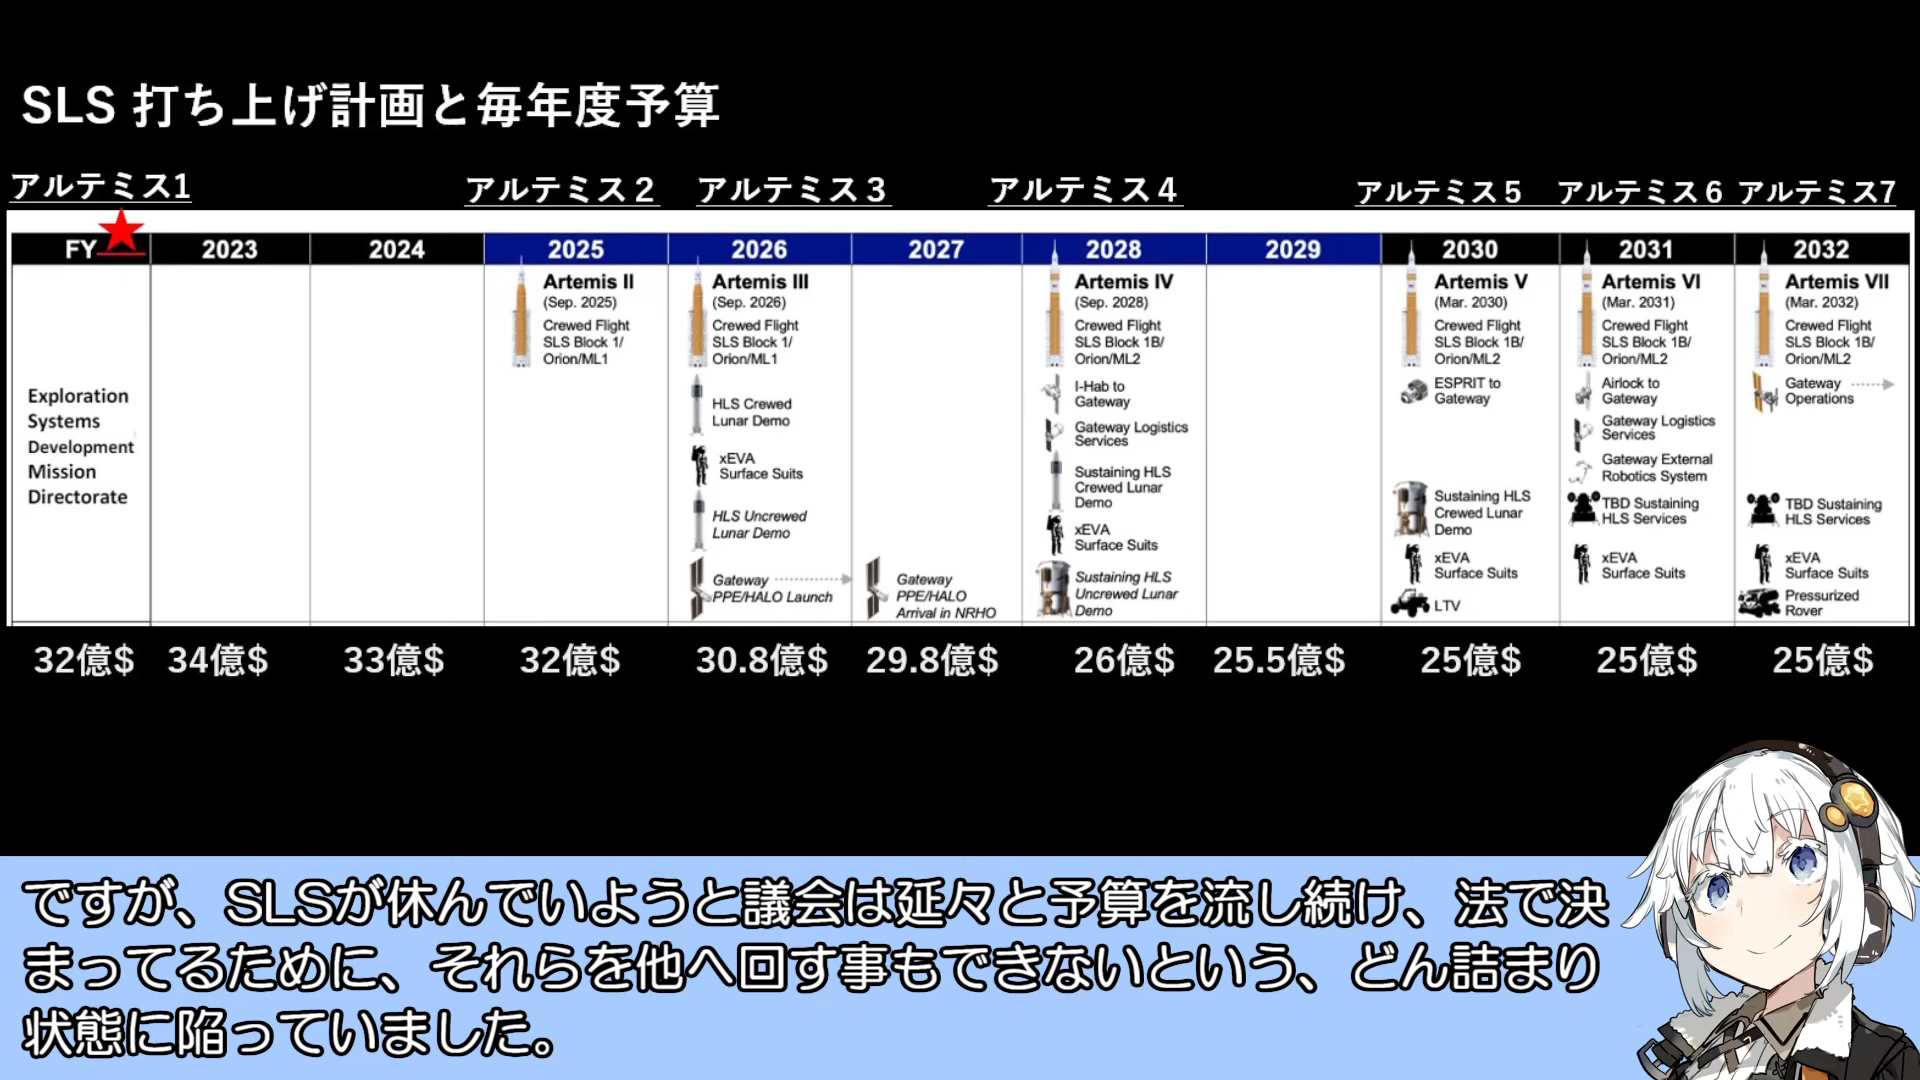 SLS 打ち上げ計画と毎年度予算
アルテミス1
アルテミス２
アルテミス３
アルテミス４
アルテミス５
アルテミス６
アルテミス7
FY
2023
2024
2025
2026
2027
2028
2029
2030
2031
2032
Exploration
Systems
Development
Mission
Directorate
Artemis II
(Sep. 2025)
Crewed Flight
SLS Block 1/
Orion/ML1
Artemis III
(Sep. 2026)
Crewed Flight
SLS Block 1/
Orion/ML1
HLS Crewed
Lunar Demo
xEVA
Surface Suits
HLS Uncrewed
Lunar Demo
Gateway
PPE/HALO Launch
Gateway
PPE/HALO
Arrival in NRHO
Artemis IV
(Sep. 2028)
Crewed Flight
SLS Block 1B/
Orion/ML2
I-Hab to
Gateway
Gateway Logistics
Services
Sustaining HLS
Crewed Lunar
Demo
xEVA
Surface Suits
Sustaining HLS
Uncrewed Lunar
Demo
Artemis V
(Mar. 2030)
Crewed Flight
SLS Block 1B/
Orion/ML2
ESPRIT to
Gateway
Sustaining HLS
Crewed Lunar
Demo
xEVA
Surface Suits
LTV
Artemis VI
(Mar. 2031)
Crewed Flight
SLS Block 1B/
Orion/ML2
Airlock to
Gateway
Gateway Logistics
Services
Gateway External
Robotics System
TBD Sustaining
HLS Services
xEVA
Surface Suits
Artemis VII
(Mar. 2032)
Crewed Flight
SLS Block 1B/
Orion/ML2
Gateway
Operations
TBD Sustaining
HLS Services
xEVA
Surface Suits
Pressurized
Rover
32億$
34億$
33億$
32億$
30.8億$
29.8億$
26億$
25.5億$
25億$
25億$
25億$
ですが、SLSが休んでいようと議会は延々と予算を流し続け、法で決
まってるために、それらを他へ回す事もできないという、どん詰まり
状態に陥っていました。